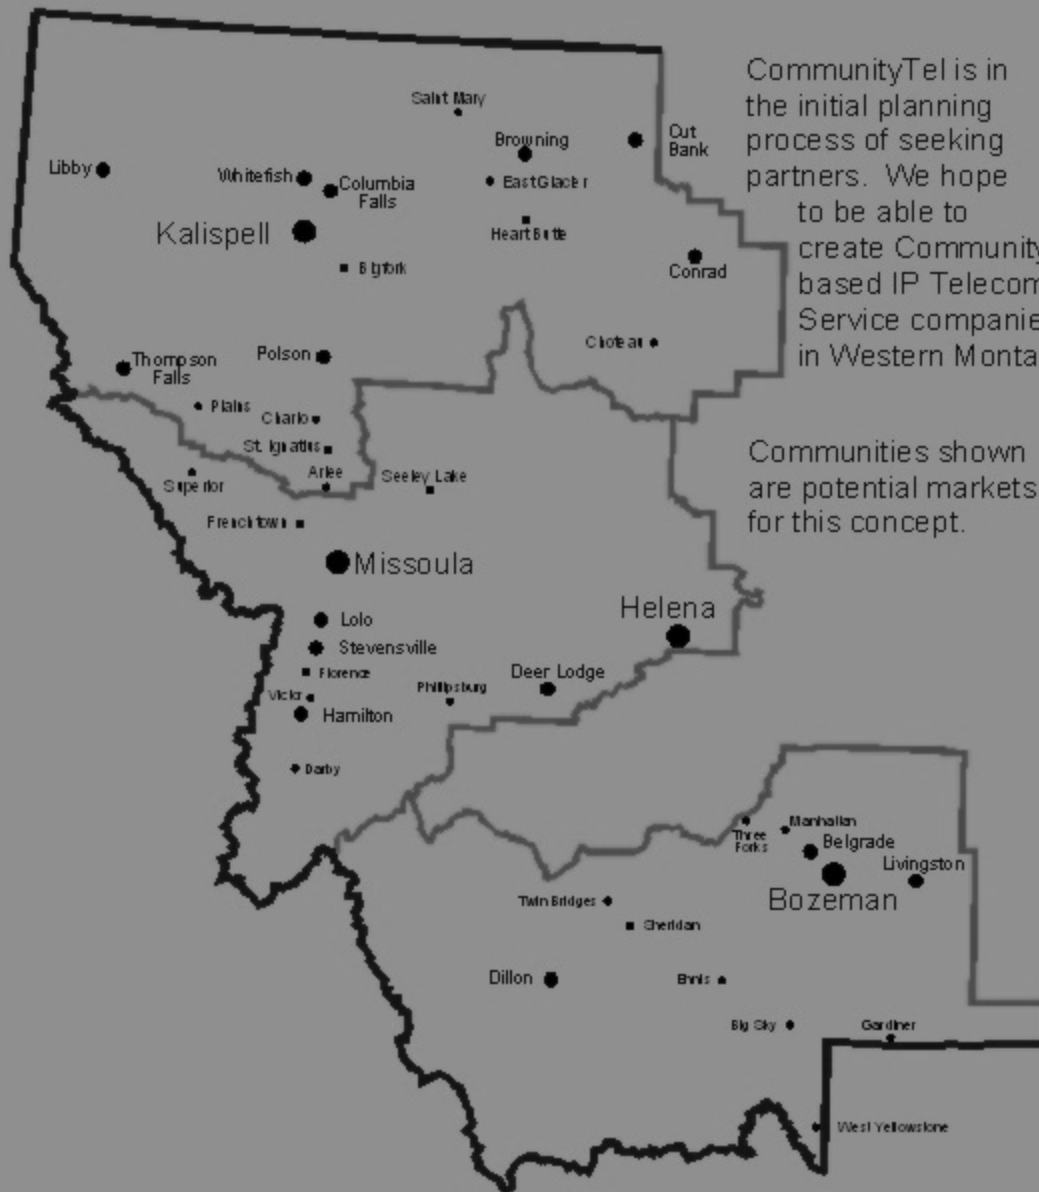 CommunityTel is in
the initial planning
process of seeking
partners. We hope
to be able to
create Community
based IP Telecom
Service companie
in Western Monta
Saint Mary
Browning
Cut
Bank
Libby
Whitefish
Columbia
Falls
East Glacier
Kalispell
Heart Butte
Bigfork
Conrad
Choteau
Thompson
Falls
Polson
Plains
Charlo
St. Ignatius
Communities shown
are potential markets
for this concept.
Superior
Arlee
Seeley Lake
Frenchtown
Missoula
Helena
Lolo
Stevensville
Florence
Deer Lodge
Phillipsburg
Victor
Hamilton
Darby
Three
Forks
Manhattan
Belgrade
Livingston
Bozeman
Twin Bridges
Sheridan
Dillon
Ennis
Big Sky
Gardiner
West Yellowstone